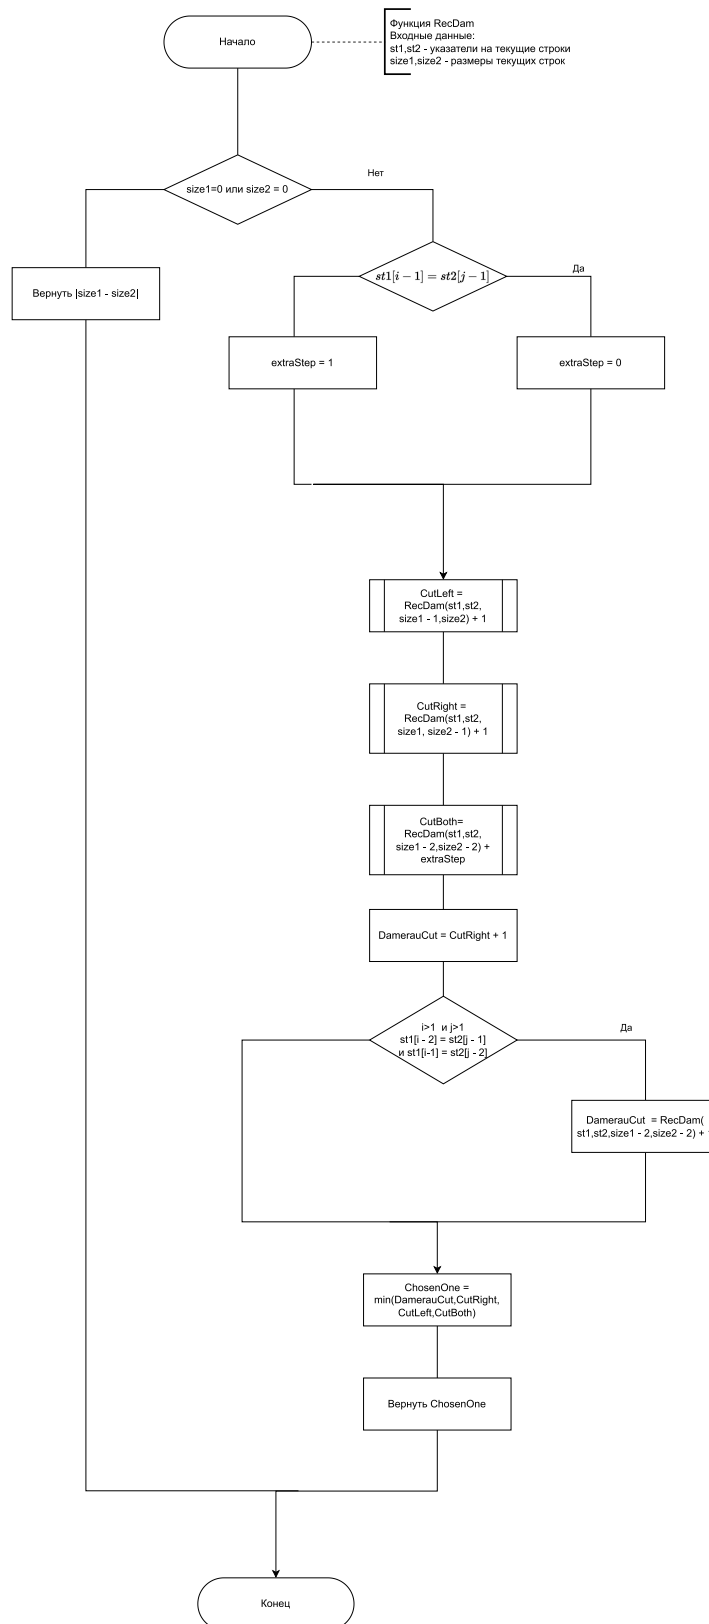 Начало
Функция RecDam
Входные данные:
st1,st2 - указатели на текущие строки
size1,size2 - размеры текущих строк
size1=0 или size2 = 0
Нет
st1[i − 1] = st2[j − 1]
Да
Вернуть |size1 - size2|
extraStep = 1
extraStep = 0
CutLeft =
RecDam(st1,st2,
size1 - 1,size2) + 1
CutRight =
RecDam(st1,st2,
size1, size2 - 1) + 1
CutBoth=
RecDam(st1,st2,
size1 - 2,size2 - 2) +
extraStep
DamerauCut = CutRight + 1
i>1 и j>1
st1[i - 2] = st2[j - 1]
и st1[i-1] = st2[j - 2]
Да
DamerauCut = RecDam(
st1,st2,size1 - 2,size2 - 2) +
ChosenOne =
min(DamerauCut,CutRight,
CutLeft,CutBoth)
Вернуть ChosenOne
Конец